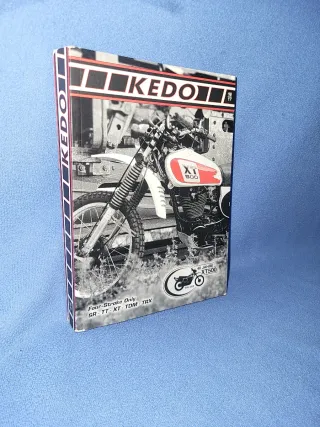 KEDO
KEDO
XT
500
XT500
Four-Stroke Only
SR TT XT TDM TRX